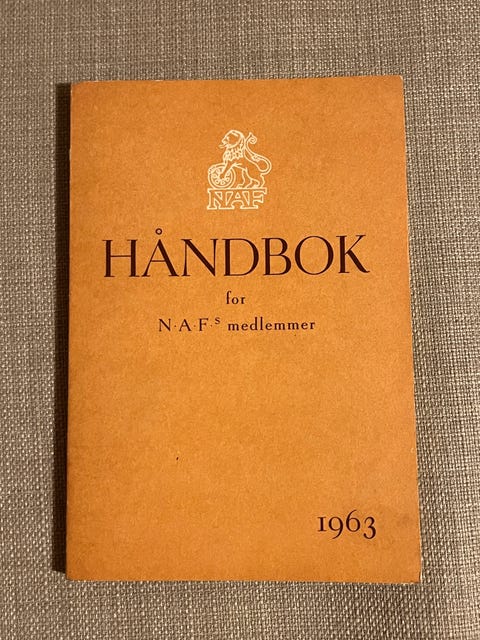 NAF
HÅNDBOK
for
N·A·F·s medlemmer
1963